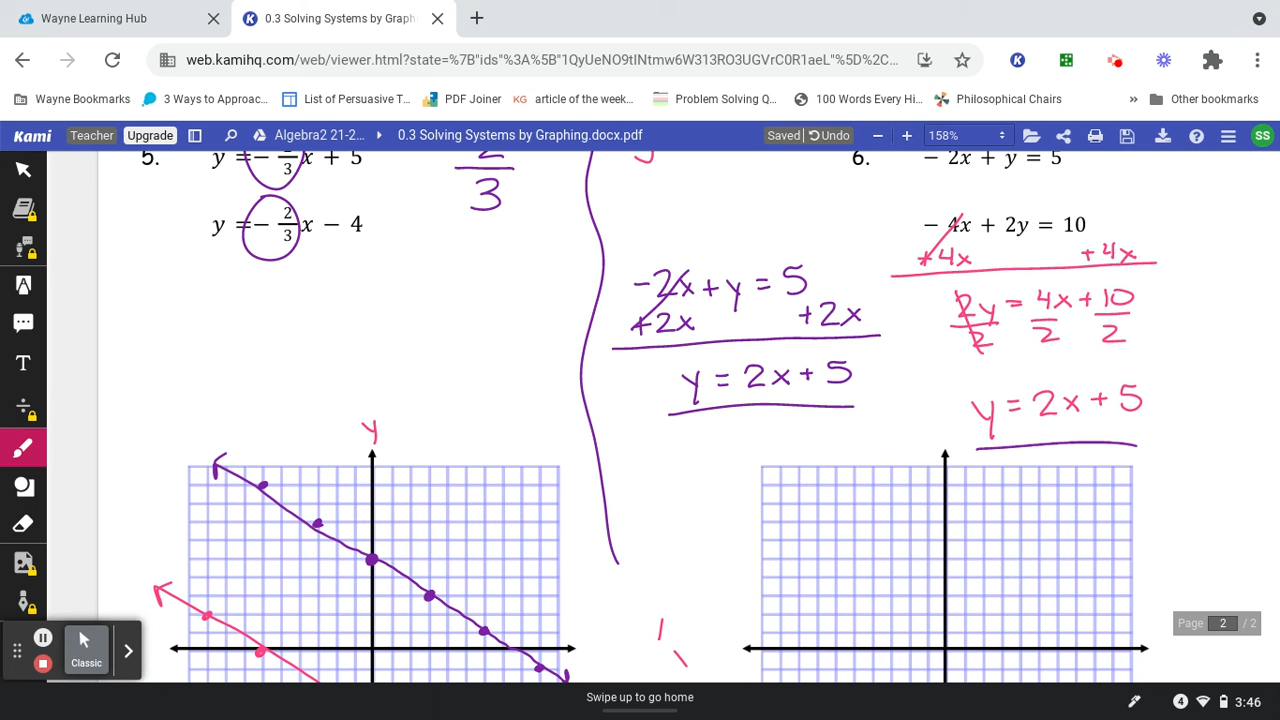 Wayne Learning Hub
0.3 Solving Systems by Graph
web.kamihq.com/web/viewer.html?state=%7B"ids"%3A%5B"1QyUeNO9tINtmw6W313RO3UGVrC0R1aeL"%5D%2C...
Wayne Bookmarks
3 Ways to Approac...
List of Persuasive T...
PDF Joiner
KG article of the week...
Problem Solving Q...
100 Words Every Hi...
Philosophical Chairs
» Other bookmarks
Kami Teacher Upgrade
Algebra2 21-2... 0.3 Solving Systems by Graphing.docx.pdf
Saved Undo
158%
SS
5. y = − 2/3 x + 5
2/3
y = − 2/3 x − 4
6. − 2x + y = 5
− 4x + 2y = 10
+4x +4x
2y/2 = 4x/2 + 10/2
y = 2x + 5
-2x + y = 5
+2x +2x
y = 2x + 5
y
Classic
Page 2 / 2
Swipe up to go home
4 3:46